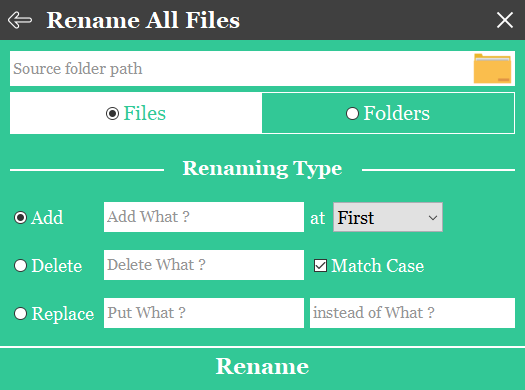 Rename All Files
Source folder path
Files Folders
Renaming Type
Add Add What ? at First
Delete Delete What ? Match Case
Replace Put What ? instead of What ?
Rename